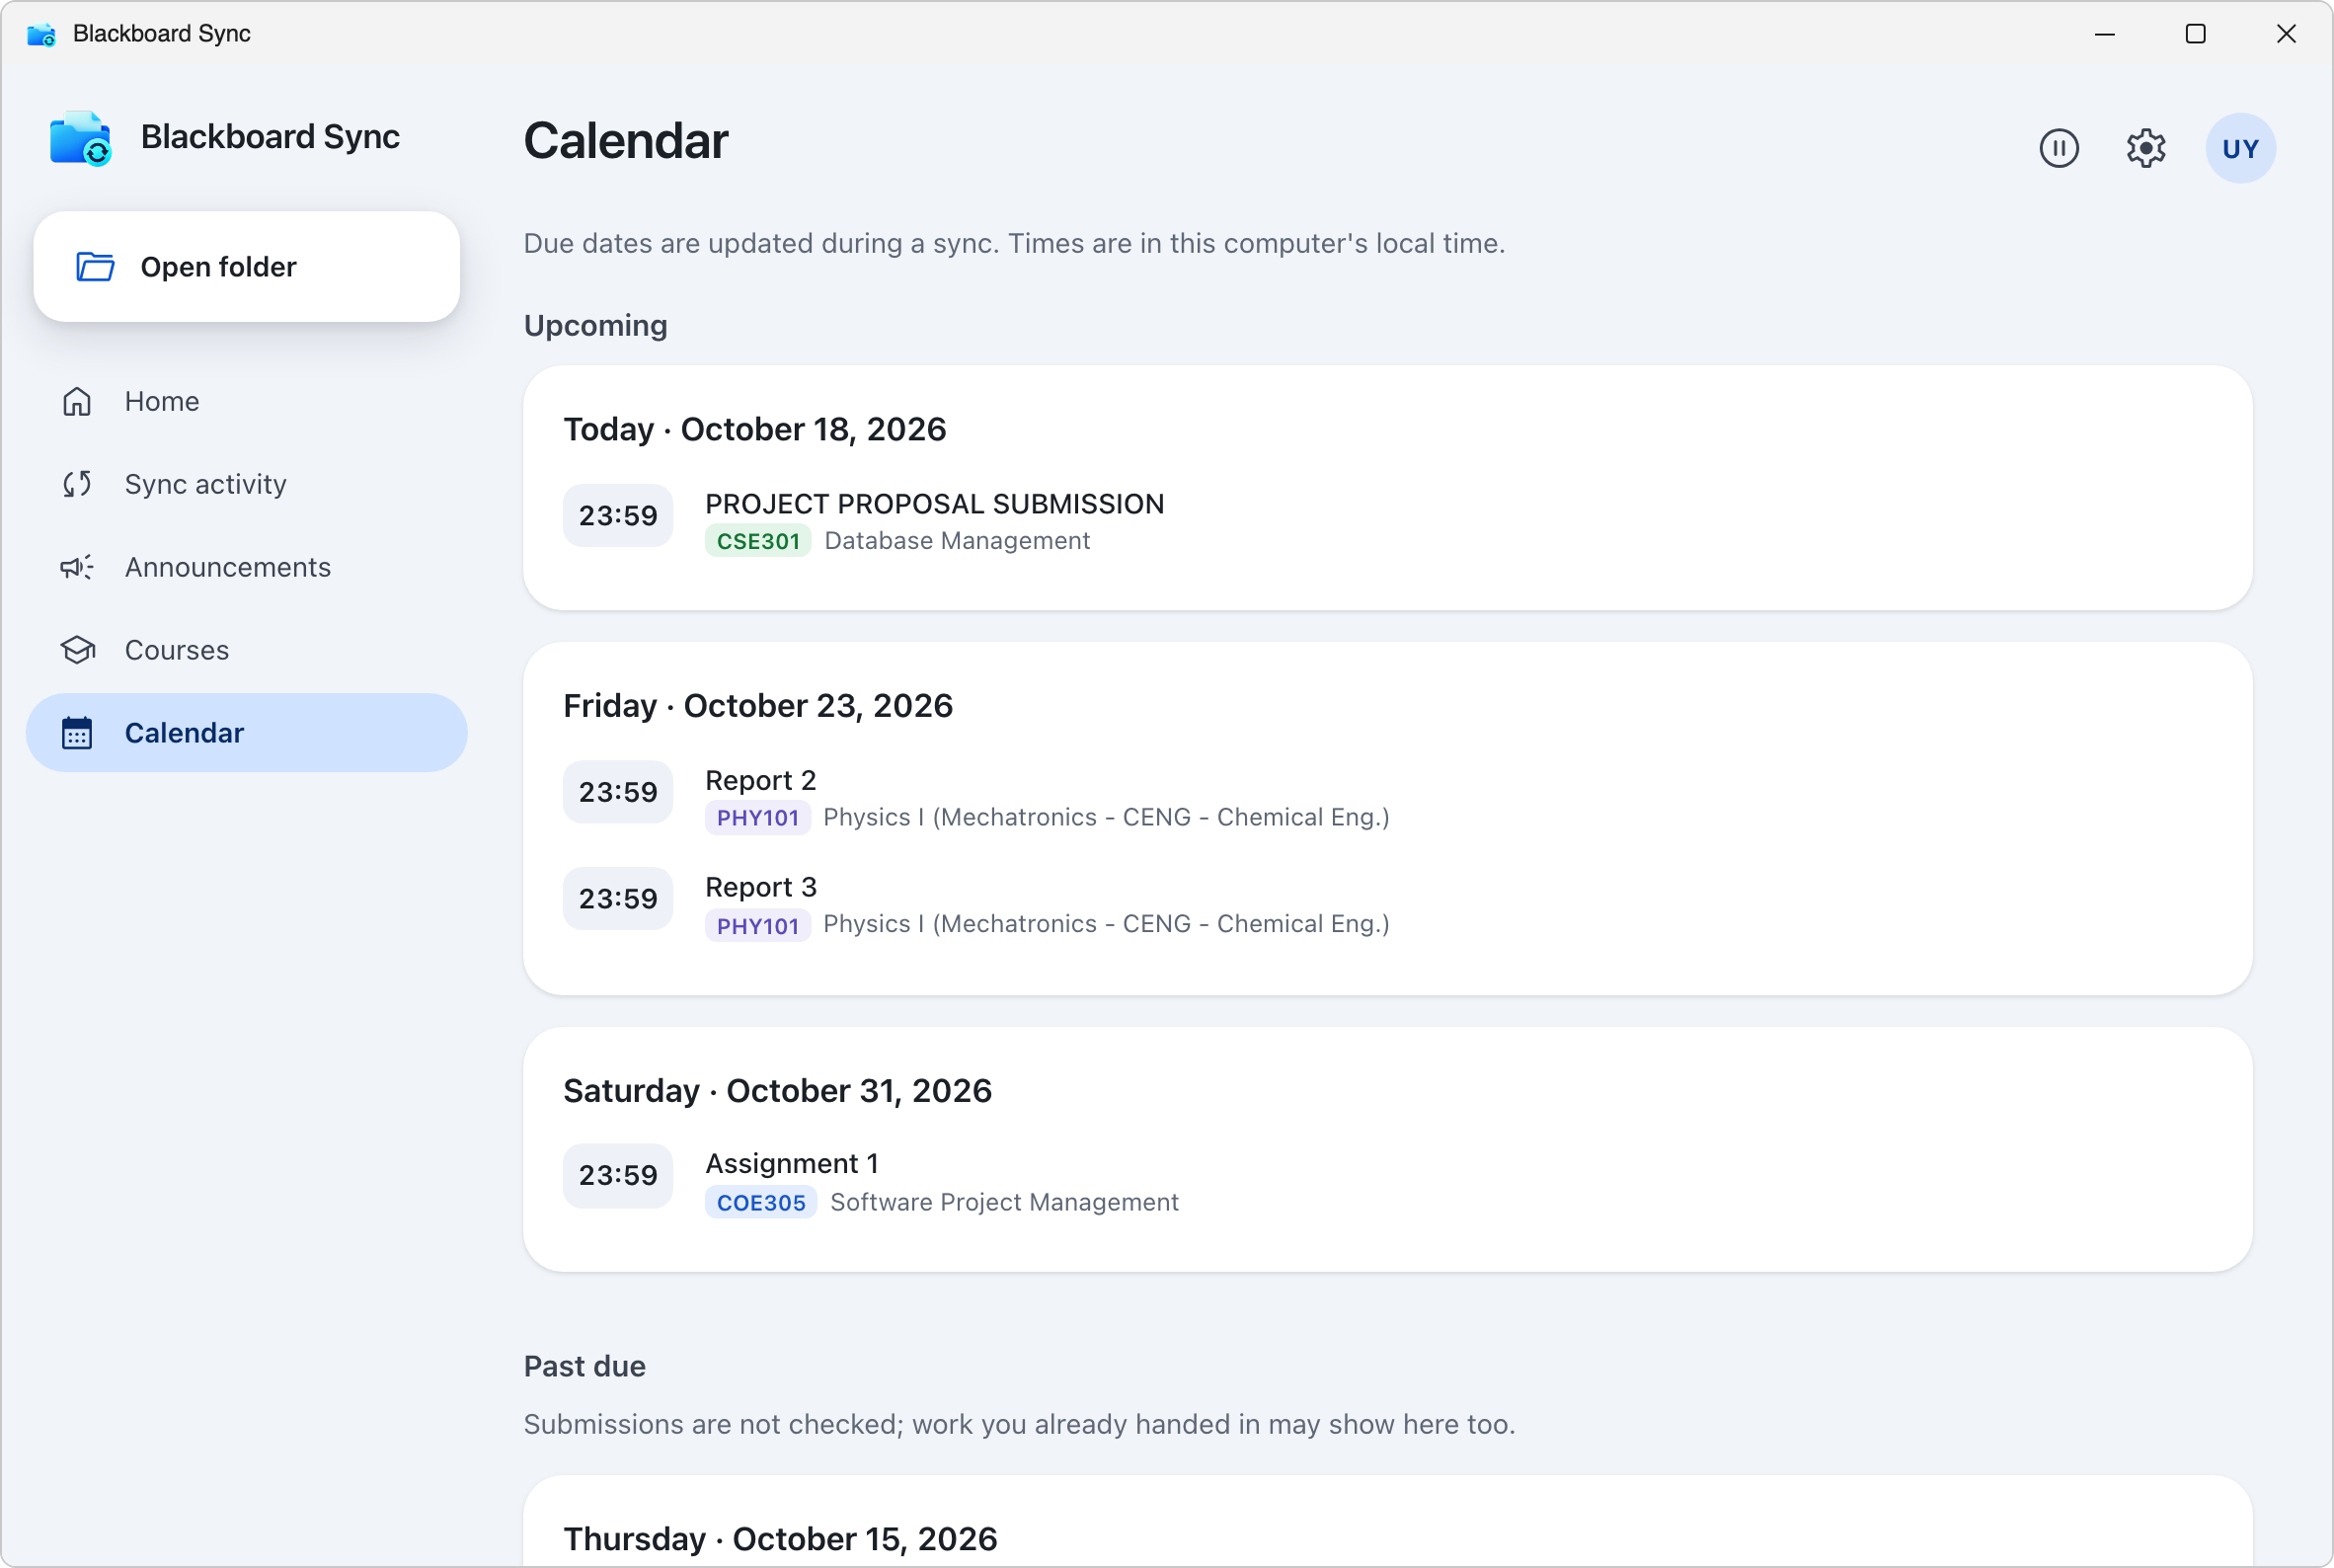 Blackboard Sync
Blackboard Sync
Open folder
Home
Sync activity
Announcements
Courses
Calendar
Calendar
UY
Due dates are updated during a sync. Times are in this computer's local time.
Upcoming
Today · October 18, 2026
23:59
PROJECT PROPOSAL SUBMISSION
CSE301 Database Management
Friday · October 23, 2026
23:59
Report 2
PHY101 Physics I (Mechatronics - CENG - Chemical Eng.)
23:59
Report 3
PHY101 Physics I (Mechatronics - CENG - Chemical Eng.)
Saturday · October 31, 2026
23:59
Assignment 1
COE305 Software Project Management
Past due
Submissions are not checked; work you already handed in may show here too.
Thursday · October 15, 2026